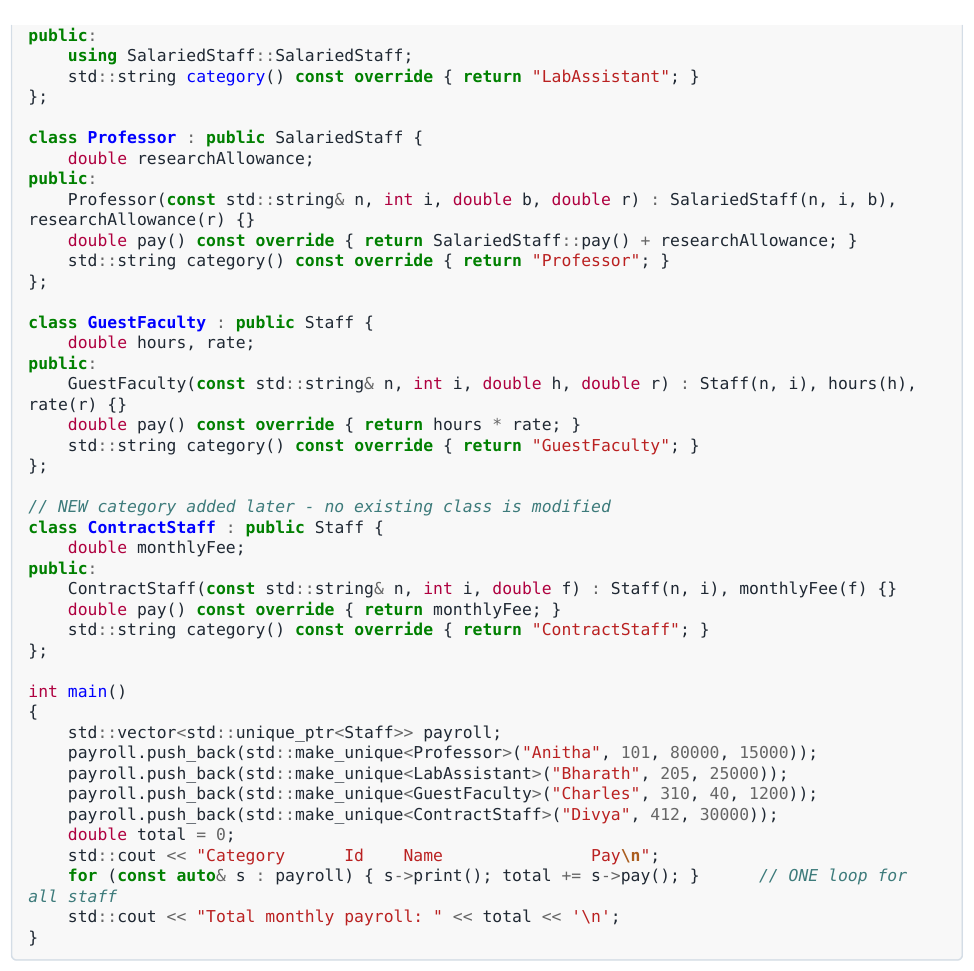 public:
    using SalariedStaff::SalariedStaff;
    std::string category() const override { return "LabAssistant"; }
};

class Professor : public SalariedStaff {
    double researchAllowance;
public:
    Professor(const std::string& n, int i, double b, double r) : SalariedStaff(n, i, b),
researchAllowance(r) {}
    double pay() const override { return SalariedStaff::pay() + researchAllowance; }
    std::string category() const override { return "Professor"; }
};

class GuestFaculty : public Staff {
    double hours, rate;
public:
    GuestFaculty(const std::string& n, int i, double h, double r) : Staff(n, i), hours(h),
rate(r) {}
    double pay() const override { return hours * rate; }
    std::string category() const override { return "GuestFaculty"; }
};

// NEW category added later - no existing class is modified
class ContractStaff : public Staff {
    double monthlyFee;
public:
    ContractStaff(const std::string& n, int i, double f) : Staff(n, i), monthlyFee(f) {}
    double pay() const override { return monthlyFee; }
    std::string category() const override { return "ContractStaff"; }
};

int main()
{
    std::vector<std::unique_ptr<Staff>> payroll;
    payroll.push_back(std::make_unique<Professor>("Anitha", 101, 80000, 15000));
    payroll.push_back(std::make_unique<LabAssistant>("Bharath", 205, 25000));
    payroll.push_back(std::make_unique<GuestFaculty>("Charles", 310, 40, 1200));
    payroll.push_back(std::make_unique<ContractStaff>("Divya", 412, 30000));
    double total = 0;
    std::cout << "Category      Id    Name               Pay\n";
    for (const auto& s : payroll) { s->print(); total += s->pay(); }      // ONE loop for
all staff
    std::cout << "Total monthly payroll: " << total << '\n';
}